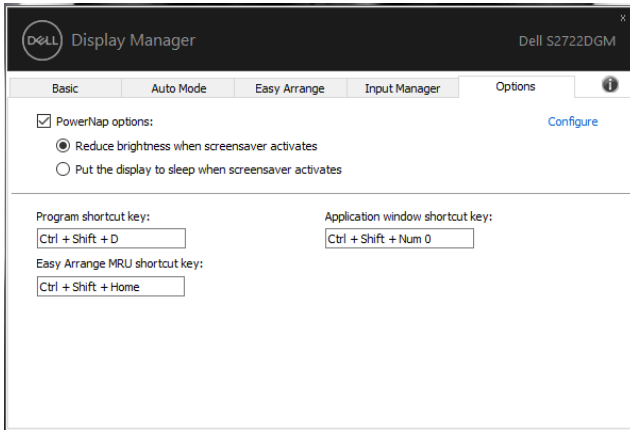 x
DELL Display Manager Dell S2722DGM
Basic Auto Mode Easy Arrange Input Manager Options i
PowerNap options: Configure
Reduce brightness when screensaver activates
Put the display to sleep when screensaver activates
Program shortcut key: Application window shortcut key:
Ctrl + Shift + D Ctrl + Shift + Num 0
Easy Arrange MRU shortcut key:
Ctrl + Shift + Home